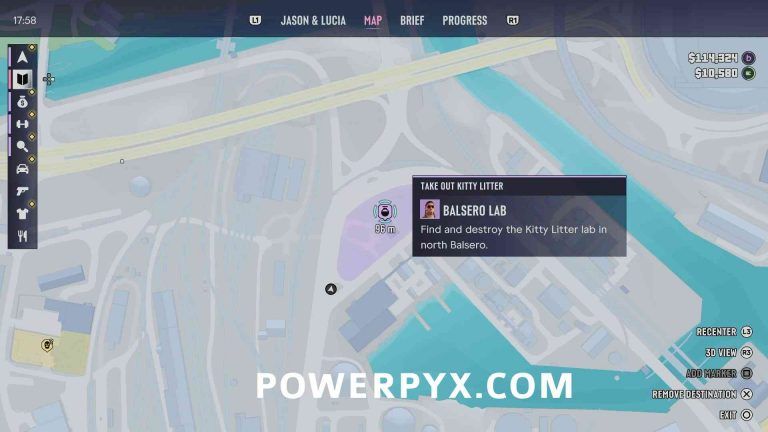 17:58
L1 JASON & LUCIA MAP BRIEF PROGRESS R1
$114,324
$10,580
TAKE OUT KITTY LITTER
BALSERO LAB
Find and destroy the Kitty Litter lab in
north Balsero.
96 m
RECENTER L3
3D VIEW R3
ADD MARKER
REMOVE DESTINATION
EXIT
POWERPYX.COM